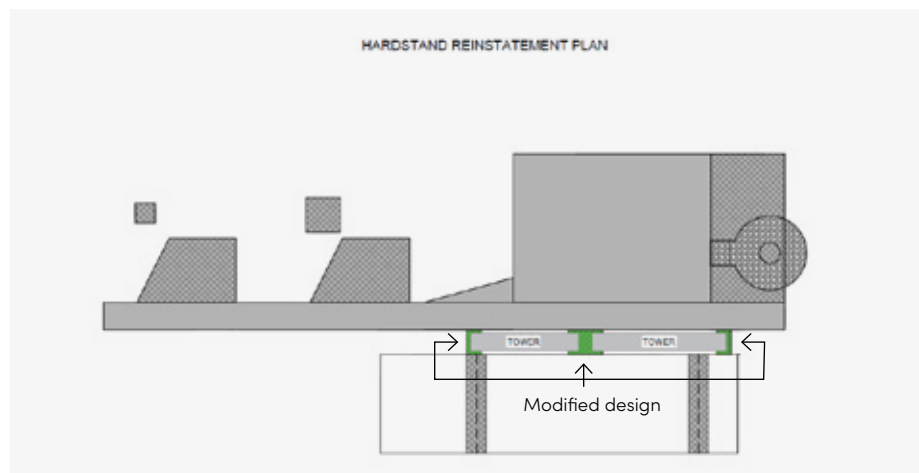 HARDSTAND REINSTATEMENT PLAN
TOWER TOWER
Modified design